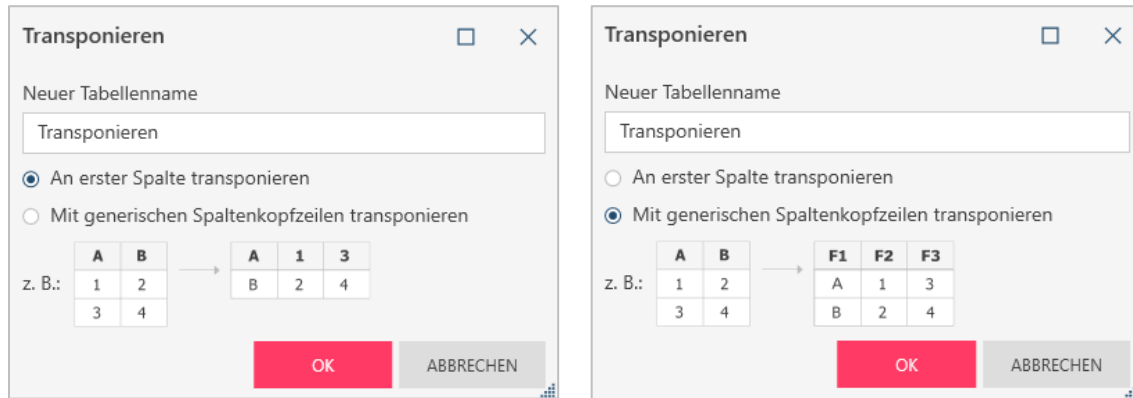 Transponieren
Neuer Tabellenname
Transponieren
An erster Spalte transponieren
Mit generischen Spaltenkopfzeilen transponieren
z. B.:
A B
1 2
3 4
A 1 3
B 2 4
OK ABBRECHEN
Transponieren
Neuer Tabellenname
Transponieren
An erster Spalte transponieren
Mit generischen Spaltenkopfzeilen transponieren
z. B.:
A B
1 2
3 4
F1 F2 F3
A 1 3
B 2 4
OK ABBRECHEN